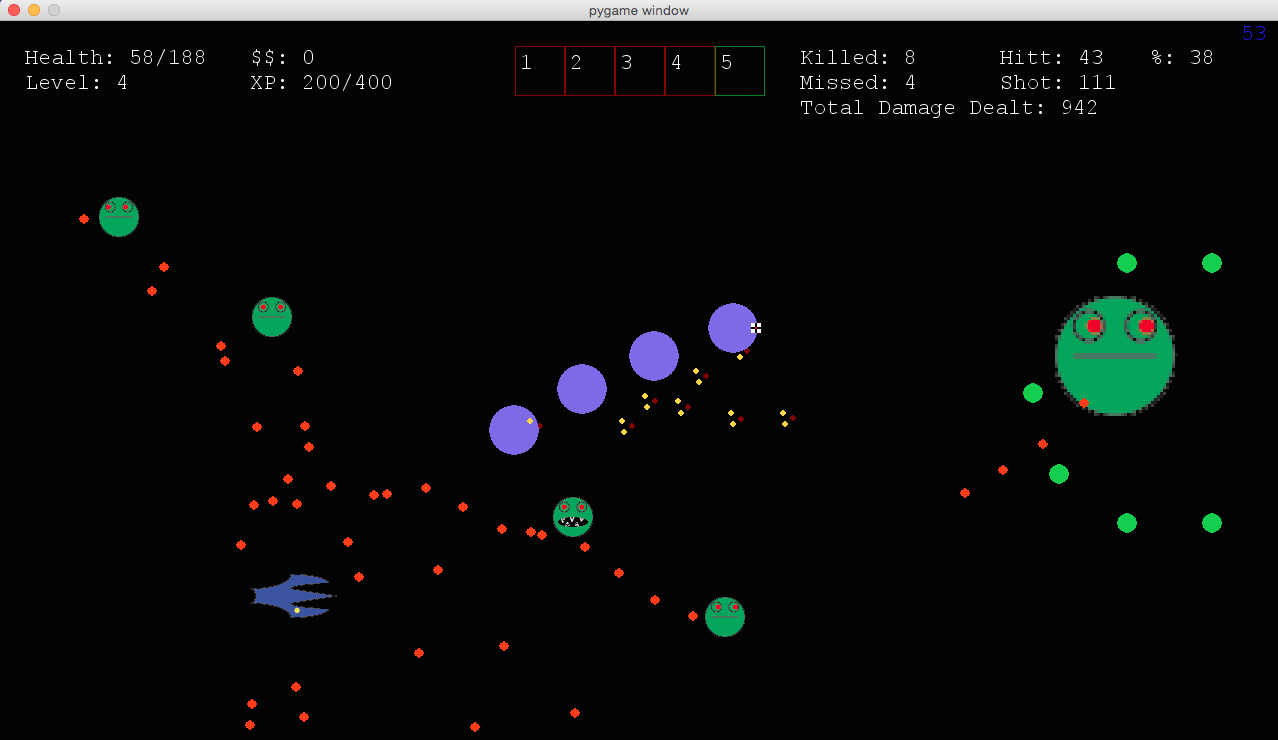 pygame window
53
Health: 58/188 $$: 0 1 2 3 4 5 Killed: 8 Hitt: 43 %: 38
Level: 4 XP: 200/400 Missed: 4 Shot: 111
Total Damage Dealt: 942